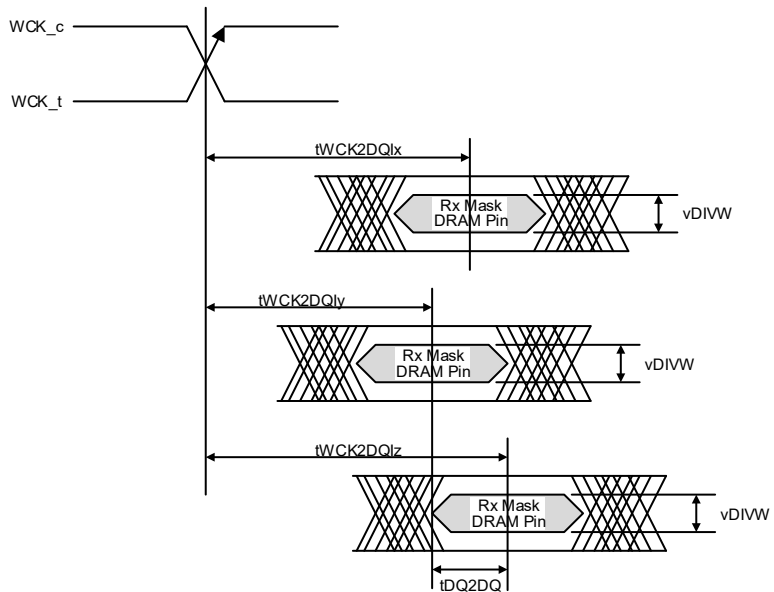 WCK_c
WCK_t
tWCK2DQIx
Rx Mask
DRAM Pin
vDIVW
tWCK2DQIy
Rx Mask
DRAM Pin
vDIVW
tWCK2DQIz
Rx Mask
DRAM Pin
vDIVW
tDQ2DQ